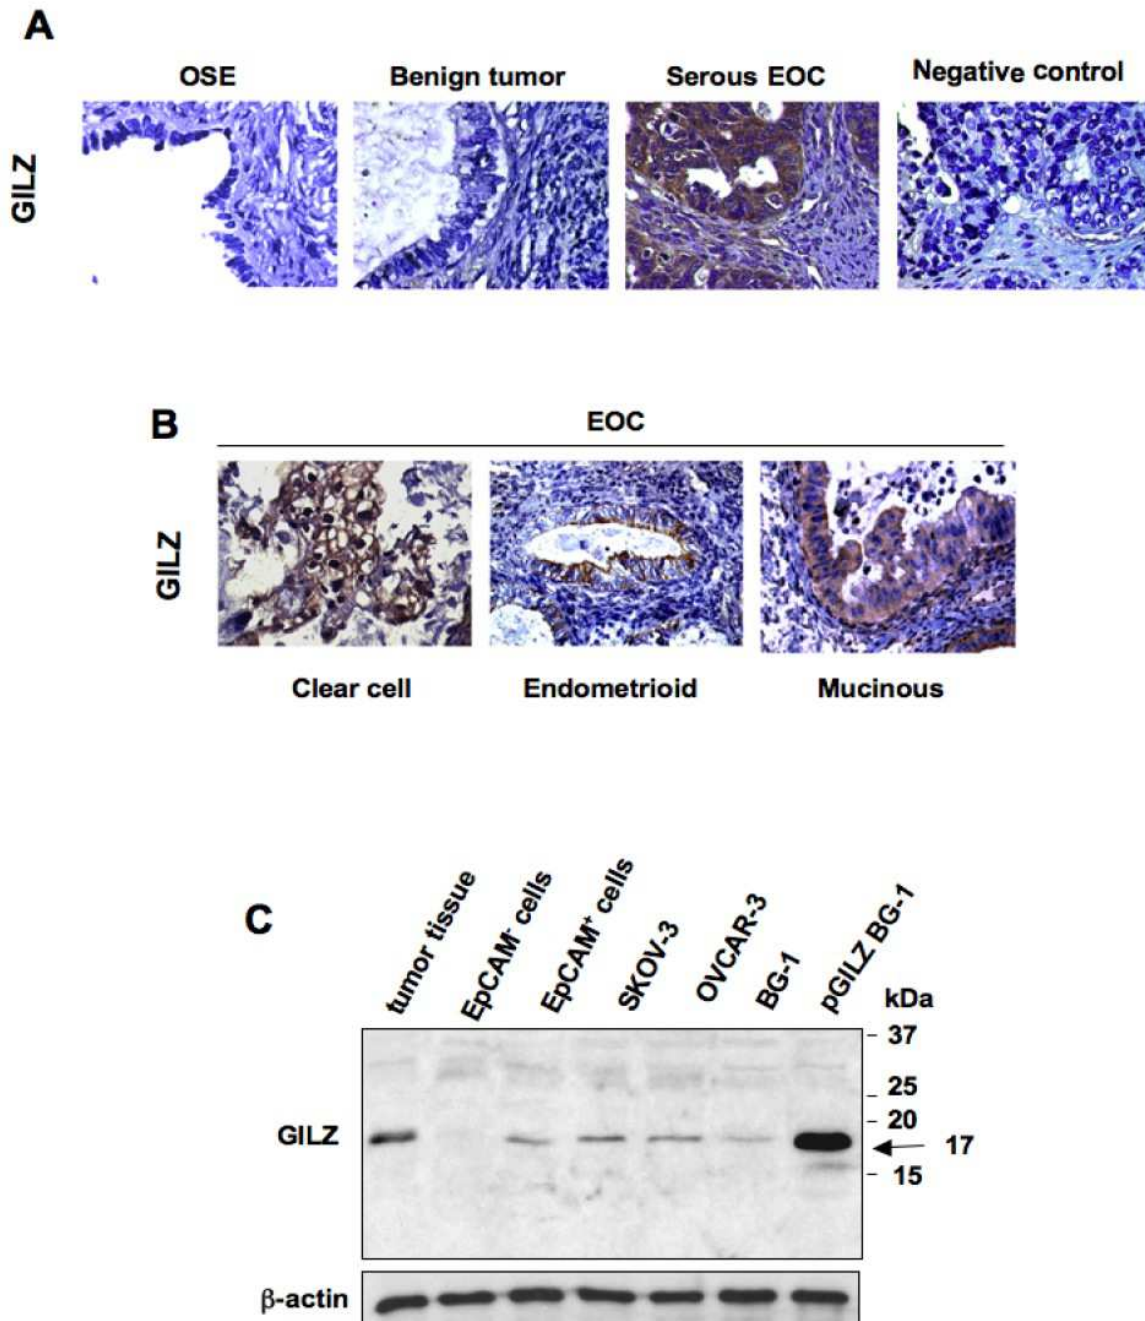 A
OSE
Benign tumor
Serous EOC
Negative control
GILZ
B
EOC
GILZ
Clear cell
Endometrioid
Mucinous
C
tumor tissue
EpCAM⁻ cells
EpCAM⁺ cells
SKOV-3
OVCAR-3
BG-1
pGILZ BG-1
kDa
37
25
20
GILZ
17
15
β-actin